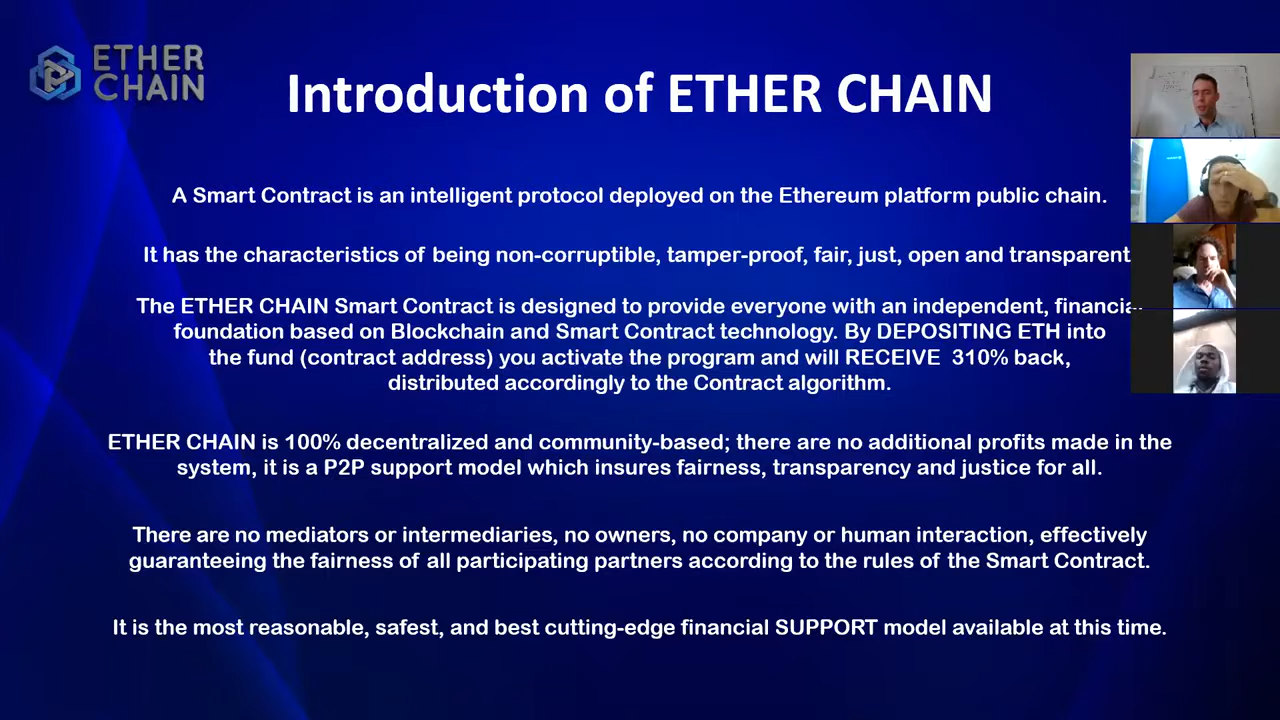 ETHER
CHAIN
Introduction of ETHER CHAIN
A Smart Contract is an intelligent protocol deployed on the Ethereum platform public chain.
It has the characteristics of being non-corruptible, tamper-proof, fair, just, open and transparent
The ETHER CHAIN Smart Contract is designed to provide everyone with an independent, financial
foundation based on Blockchain and Smart Contract technology. By DEPOSITING ETH into
the fund (contract address) you activate the program and will RECEIVE 310% back,
distributed accordingly to the Contract algorithm.
ETHER CHAIN is 100% decentralized and community-based; there are no additional profits made in the
system, it is a P2P support model which insures fairness, transparency and justice for all.
There are no mediators or intermediaries, no owners, no company or human interaction, effectively
guaranteeing the fairness of all participating partners according to the rules of the Smart Contract.
It is the most reasonable, safest, and best cutting-edge financial SUPPORT model available at this time.